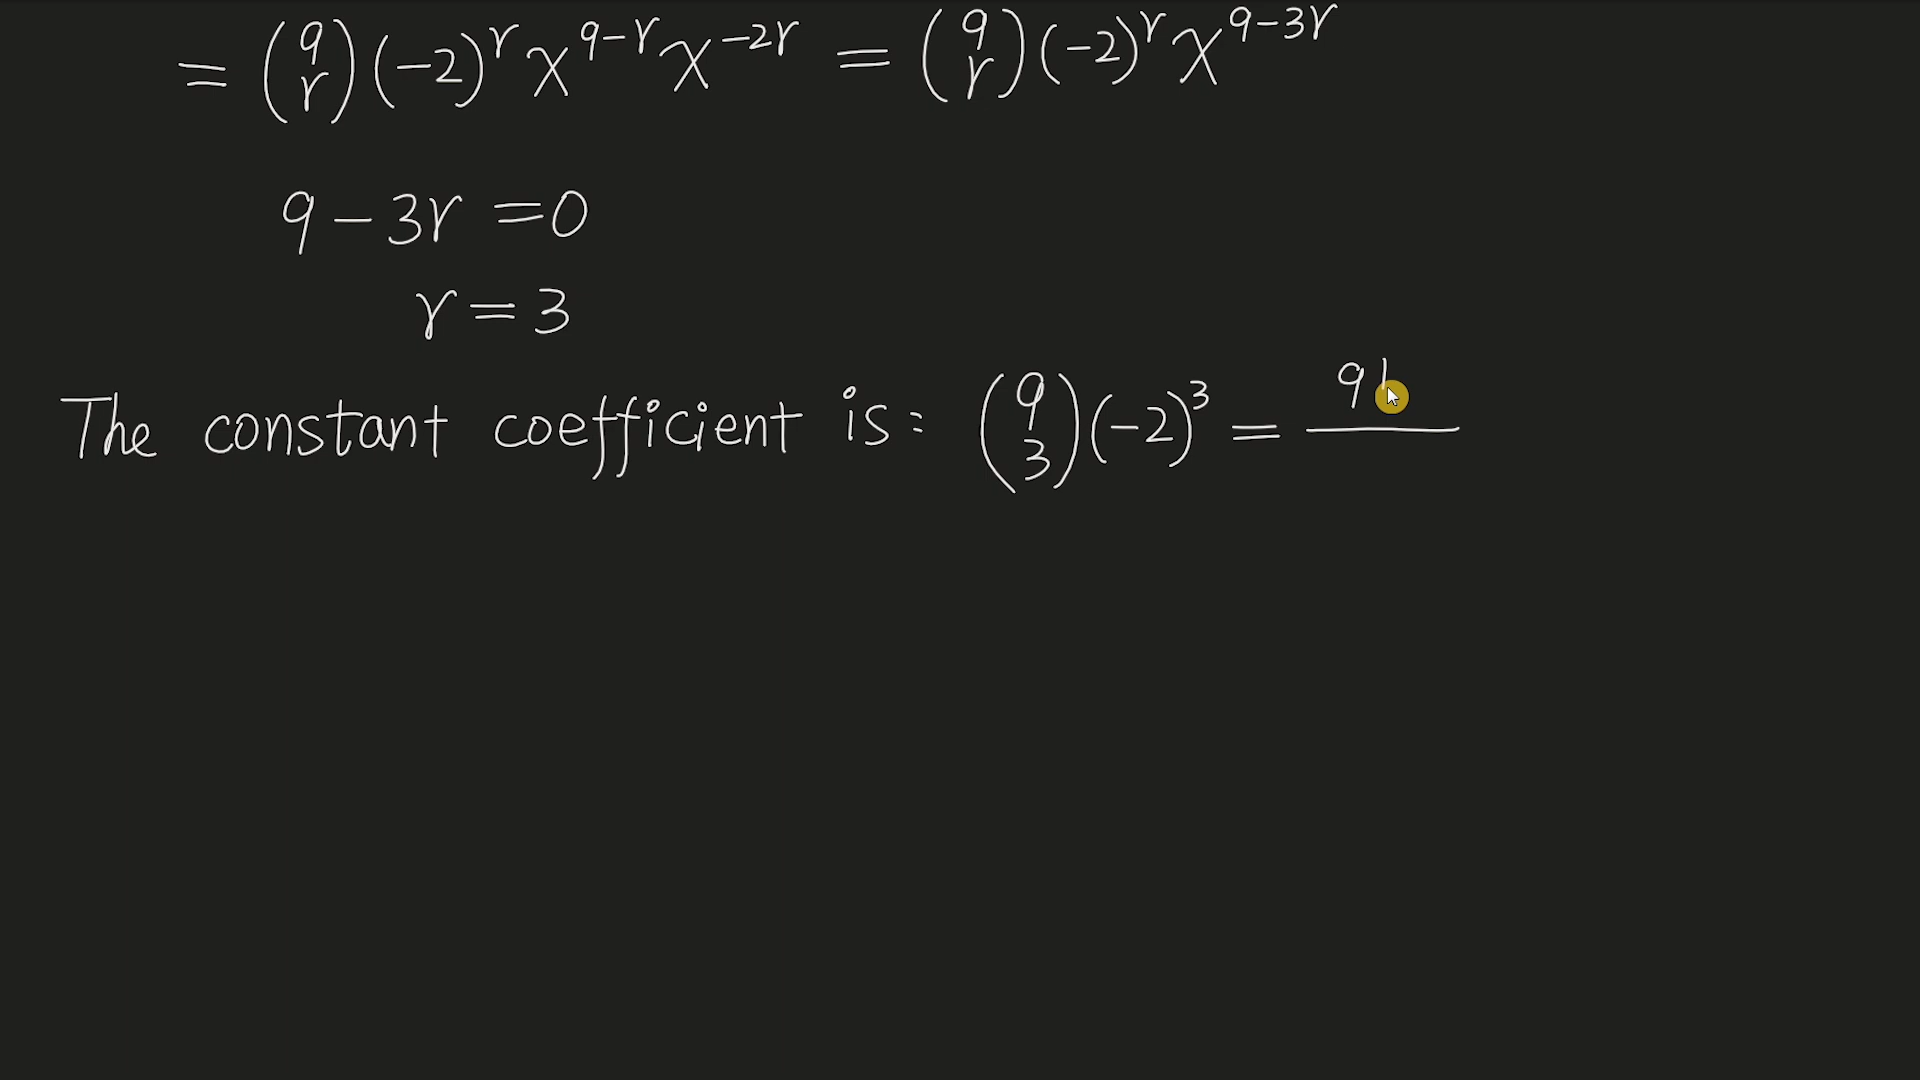 = (9 r)(-2)^r x^{9-r} x^{-2r} = (9 r)(-2)^r x^{9-3r}
9 - 3r = 0
r = 3
The constant coefficient is: (9 3)(-2)^3 = 9